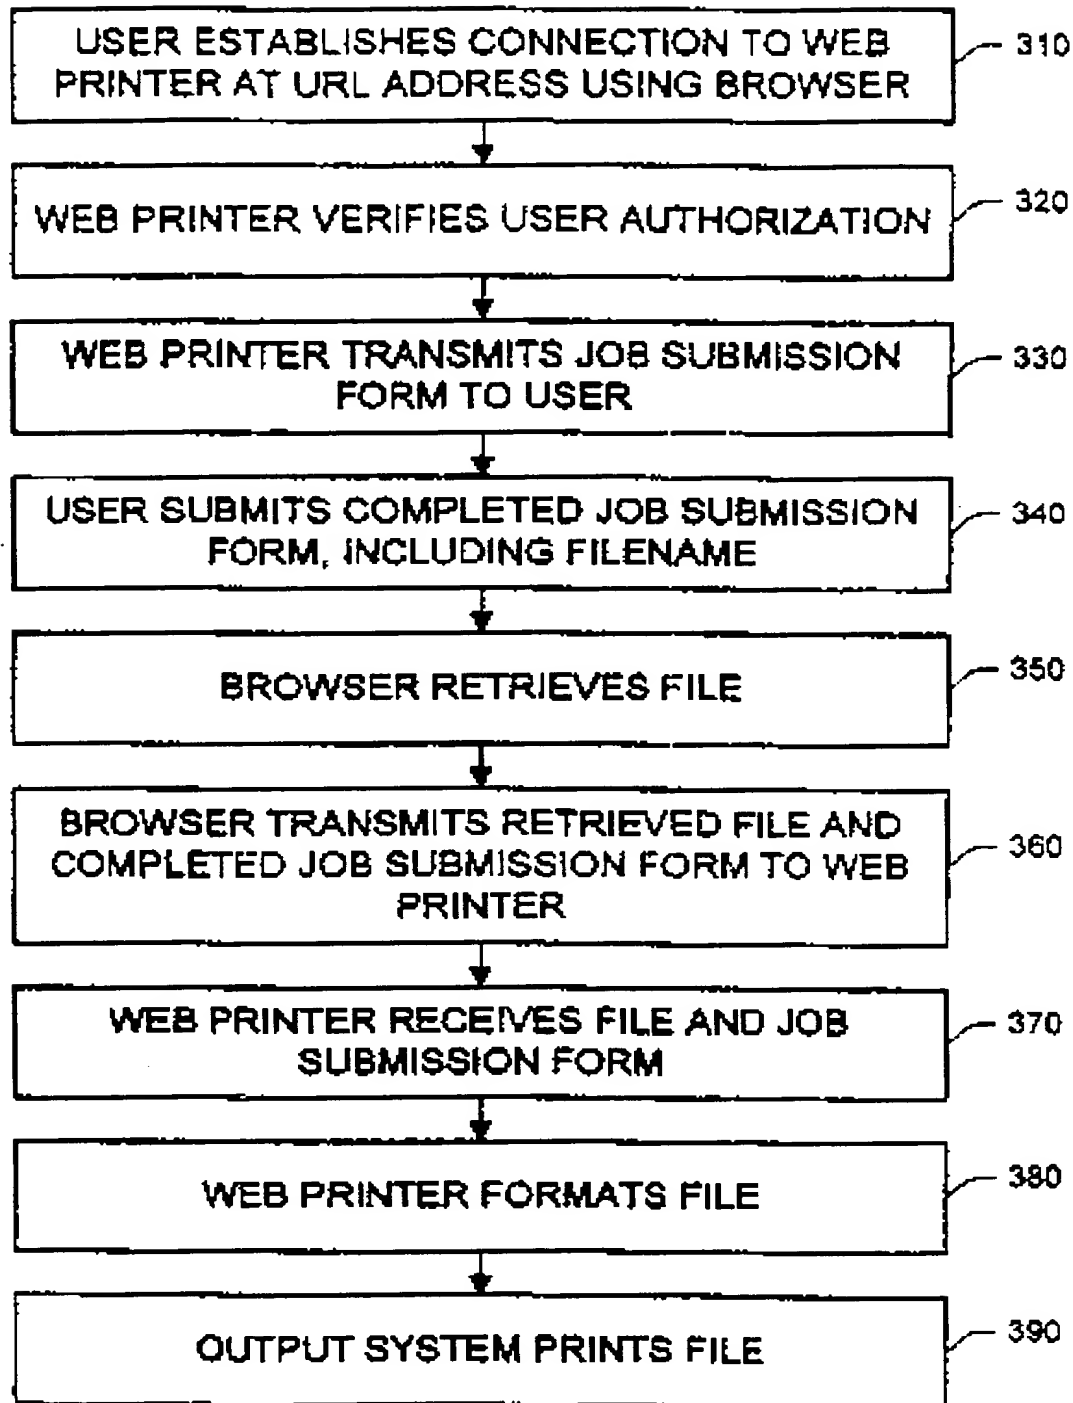 USER ESTABLISHES CONNECTION TO WEB
PRINTER AT URL ADDRESS USING BROWSER
310
WEB PRINTER VERIFIES USER AUTHORIZATION
320
WEB PRINTER TRANSMITS JOB SUBMISSION
FORM TO USER
330
USER SUBMITS COMPLETED JOB SUBMISSION
FORM, INCLUDING FILENAME
340
BROWSER RETRIEVES FILE
350
BROWSER TRANSMITS RETRIEVED FILE AND
COMPLETED JOB SUBMISSION FORM TO WEB
PRINTER
360
WEB PRINTER RECEIVES FILE AND JOB
SUBMISSION FORM
370
WEB PRINTER FORMATS FILE
380
OUTPUT SYSTEM PRINTS FILE
390